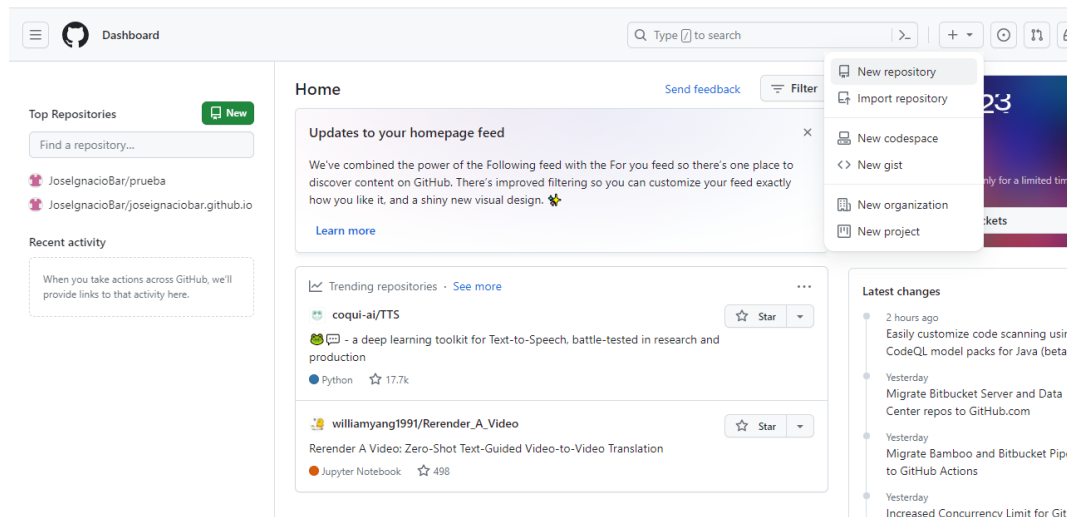 Dashboard
Type / to search
Top Repositories
New
Find a repository...
JoseIgnacioBar/prueba
JoseIgnacioBar/joseignaciobar.github.io
Recent activity
When you take actions across GitHub, we'll
provide links to that activity here.
Home
Send feedback
Filter
Updates to your homepage feed
We've combined the power of the Following feed with the For you feed so there's one place to
discover content on GitHub. There's improved filtering so you can customize your feed exactly
how you like it, and a shiny new visual design. ✨
Learn more
Trending repositories · See more
coqui-ai/TTS
Star
🐸💬 - a deep learning toolkit for Text-to-Speech, battle-tested in research and
production
Python
17.7k
williamyang1991/Rerender_A_Video
Star
Rerender A Video: Zero-Shot Text-Guided Video-to-Video Translation
Jupyter Notebook
498
New repository
Import repository
New codespace
New gist
New organization
New project
23
only for a limited
Latest changes
2 hours ago
Easily customize code scanning
CodeQL model packs for Java (beta
Yesterday
Migrate Bitbucket Server and Data
Center repos to GitHub.com
Yesterday
Migrate Bamboo and Bitbucket
to GitHub Actions
Yesterday
Increased Concurrency Limit for